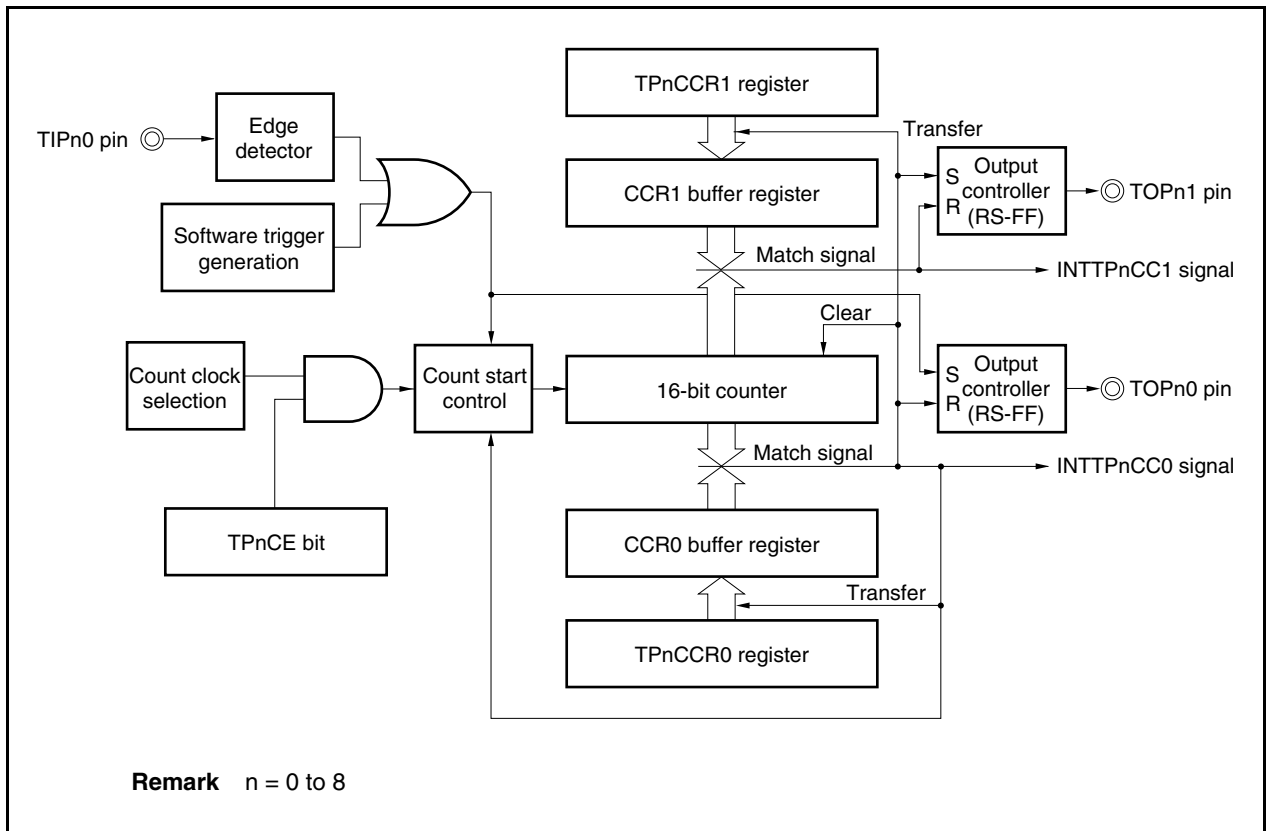 TPnCCR1 register
TIPn0 pin
Edge
detector
Transfer
CCR1 buffer register
S
R
Output
controller
(RS-FF)
TOPn1 pin
Software trigger
generation
Match signal
INTTPnCC1 signal
Clear
Count clock
selection
Count start
control
16-bit counter
S
R
Output
controller
(RS-FF)
TOPn0 pin
Match signal
INTTPnCC0 signal
TPnCE bit
CCR0 buffer register
Transfer
TPnCCR0 register
Remark n = 0 to 8